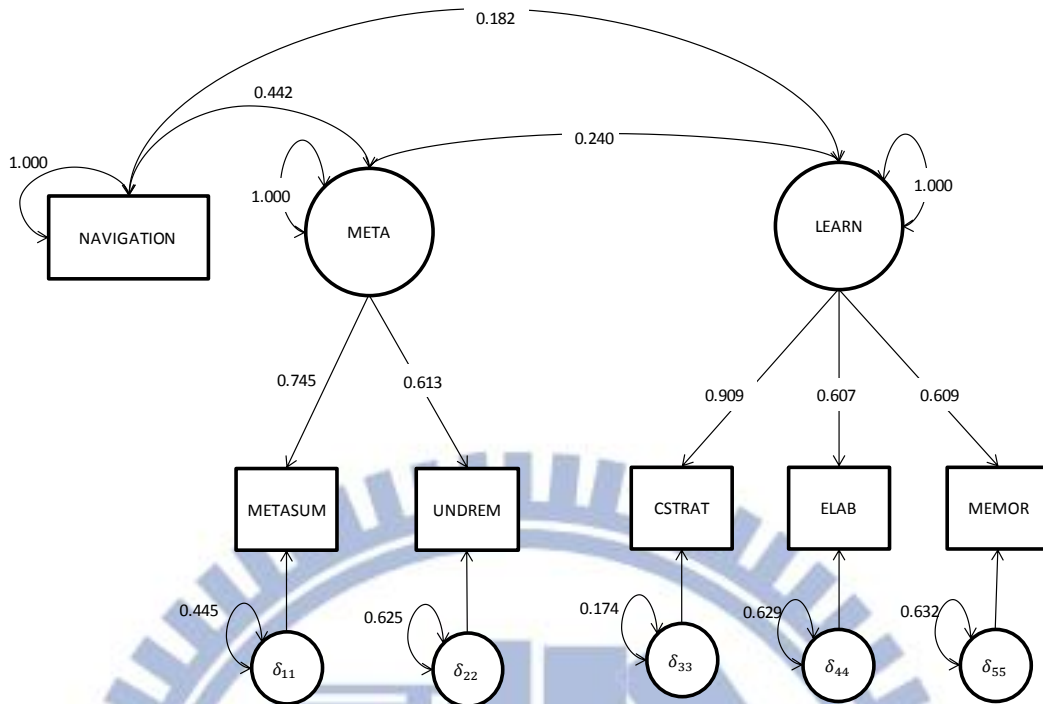 0.182
0.442
0.240
1.000
1.000
1.000
NAVIGATION
META
LEARN
0.745
0.613
0.909
0.607
0.609
METASUM
UNDREM
CSTRAT
ELAB
MEMOR
0.445
0.625
0.174
0.629
0.632
δ11
δ22
δ33
δ44
δ55